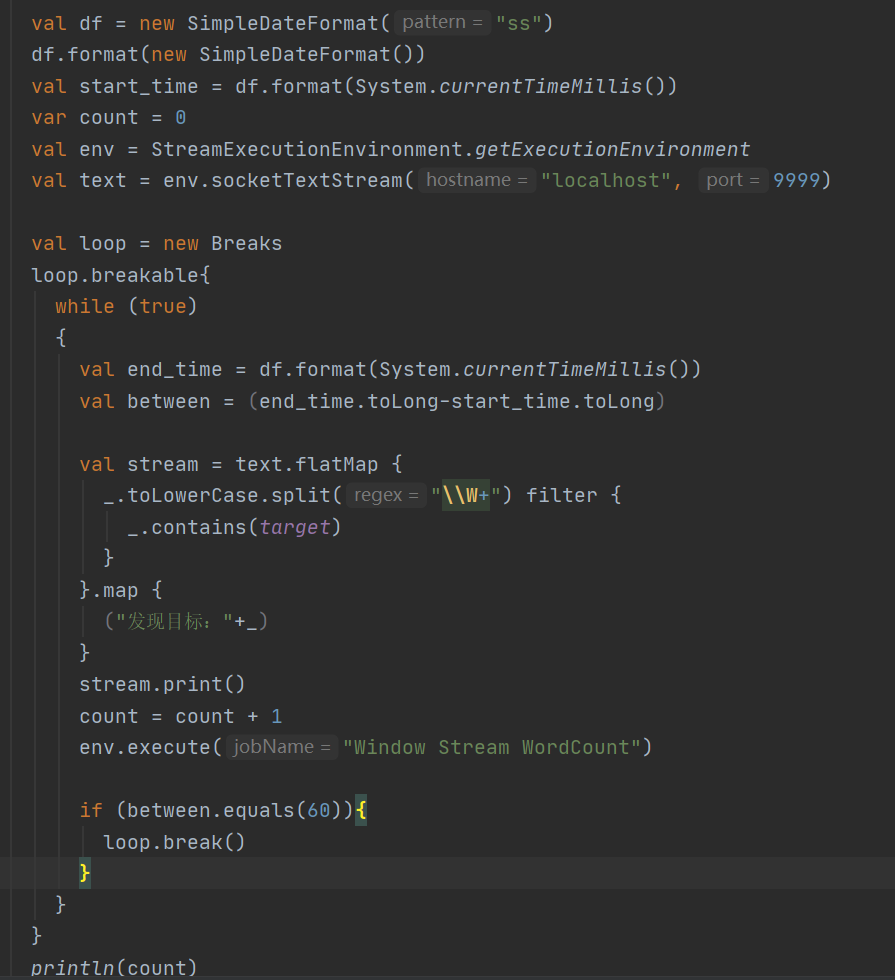 val df = new SimpleDateFormat( pattern = "ss")
df.format(new SimpleDateFormat())
val start_time = df.format(System.currentTimeMillis())
var count = 0
val env = StreamExecutionEnvironment.getExecutionEnvironment
val text = env.socketTextStream( hostname = "localhost", port = 9999)
val loop = new Breaks
loop.breakable{
while (true)
{
val end_time = df.format(System.currentTimeMillis())
val between = (end_time.toLong-start_time.toLong)
val stream = text.flatMap {
_.toLowerCase.split( regex = "\\W+") filter {
_.contains(target)
}
}.map {
("发现目标："+_)
}
stream.print()
count = count + 1
env.execute( jobName = "Window Stream WordCount")
if (between.equals(60)){
loop.break()
}
}
}
println(count)